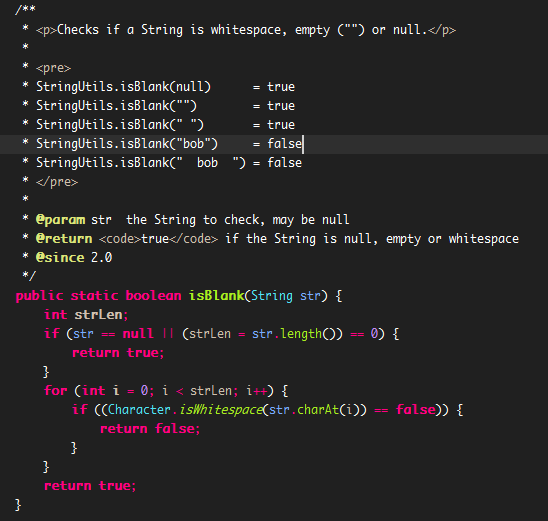 /**
 * <p>Checks if a String is whitespace, empty ("") or null.</p>
 *
 * <pre>
 * StringUtils.isBlank(null)      = true
 * StringUtils.isBlank("")        = true
 * StringUtils.isBlank(" ")       = true
 * StringUtils.isBlank("bob")     = false
 * StringUtils.isBlank("  bob  ") = false
 * </pre>
 *
 * @param str  the String to check, may be null
 * @return <code>true</code> if the String is null, empty or whitespace
 * @since 2.0
 */
public static boolean isBlank(String str) {
    int strLen;
    if (str == null || (strLen = str.length()) == 0) {
        return true;
    }
    for (int i = 0; i < strLen; i++) {
        if ((Character.isWhitespace(str.charAt(i)) == false)) {
            return false;
        }
    }
    return true;
}